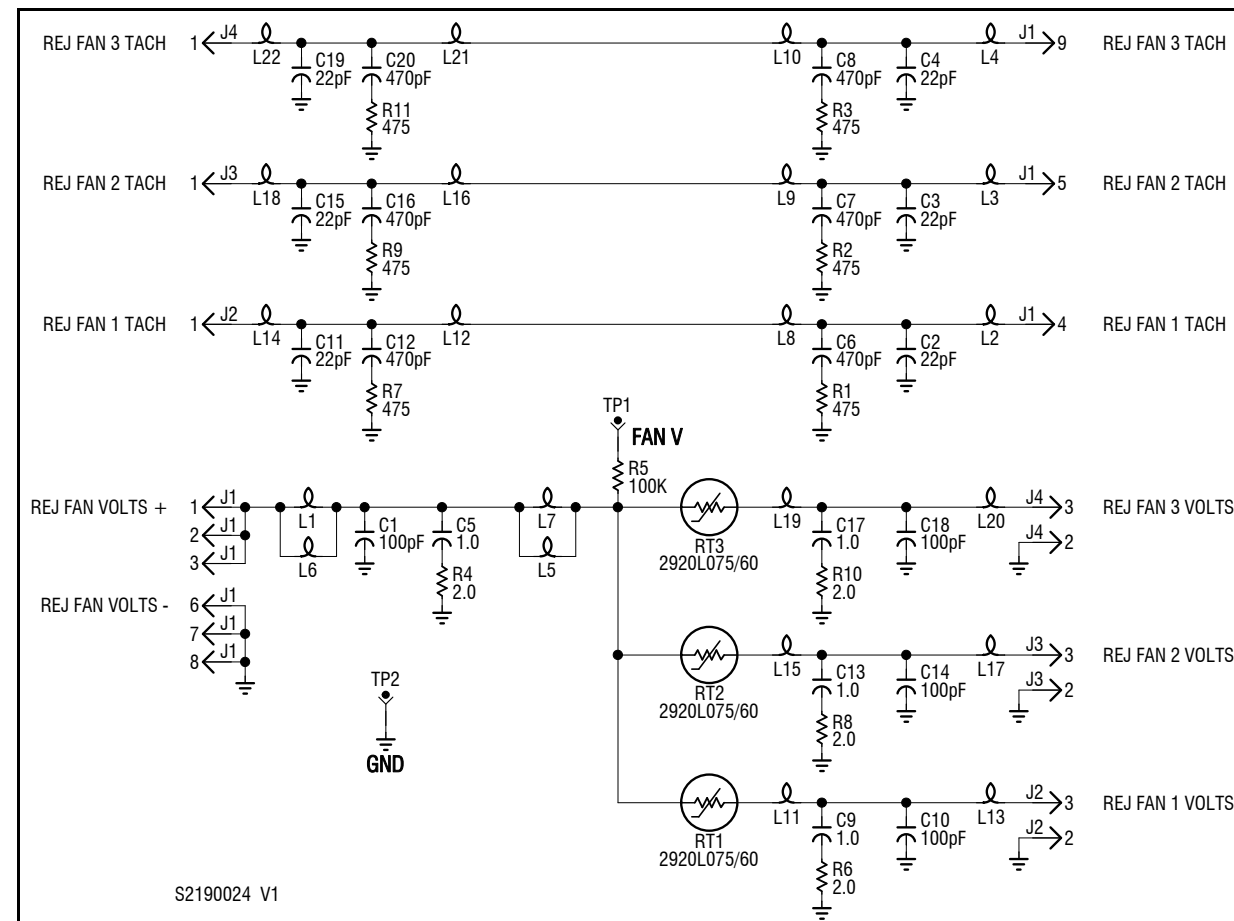 REJ FAN 3 TACH 1 J4 L22 L21 L10 L4 J1 9 REJ FAN 3 TACH
C19 22pF
C20 470pF
R11 475
C8 470pF
R3 475
C4 22pF
REJ FAN 2 TACH 1 J3 L18 L16 L9 L3 J1 5 REJ FAN 2 TACH
C15 22pF
C16 470pF
R9 475
C7 470pF
R2 475
C3 22pF
REJ FAN 1 TACH 1 J2 L14 L12 L8 L2 J1 4 REJ FAN 1 TACH
C11 22pF
C12 470pF
R7 475
C6 470pF
R1 475
C2 22pF
TP1
FAN V
R5
100K
REJ FAN VOLTS + 1 J1
2 J1
3 J1
L1
L6
C1
100pF
C5
1.0
R4
2.0
L7
L5
RT3
2920L075/60
L19
C17
1.0
R10
2.0
C18
100pF
L20
J4 3 REJ FAN 3 VOLTS
J4 2
REJ FAN VOLTS - 6 J1
7 J1
8 J1
TP2
GND
RT2
2920L075/60
L15
C13
1.0
R8
2.0
C14
100pF
L17
J3 3 REJ FAN 2 VOLTS
J3 2
RT1
2920L075/60
L11
C9
1.0
R6
2.0
C10
100pF
L13
J2 3 REJ FAN 1 VOLTS
J2 2
S2190024 V1